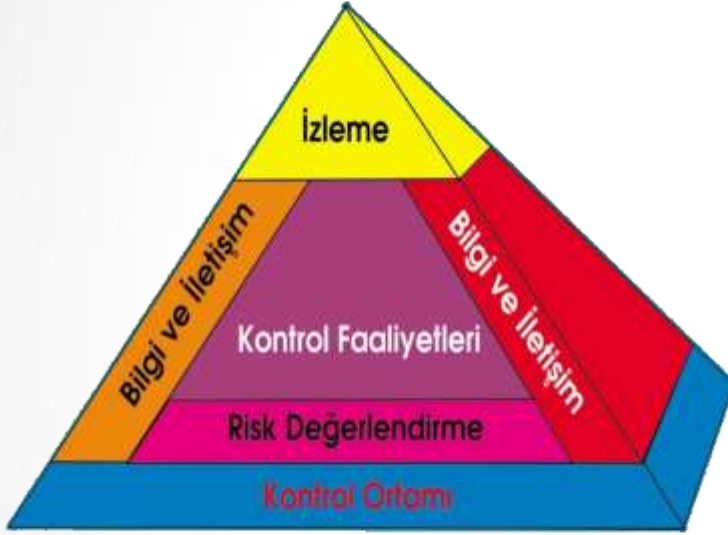 İzleme
Bilgi ve İletişim
Bilgi ve İletişim
Kontrol Faaliyetleri
Risk Değerlendirme
Kontrol Ortamı